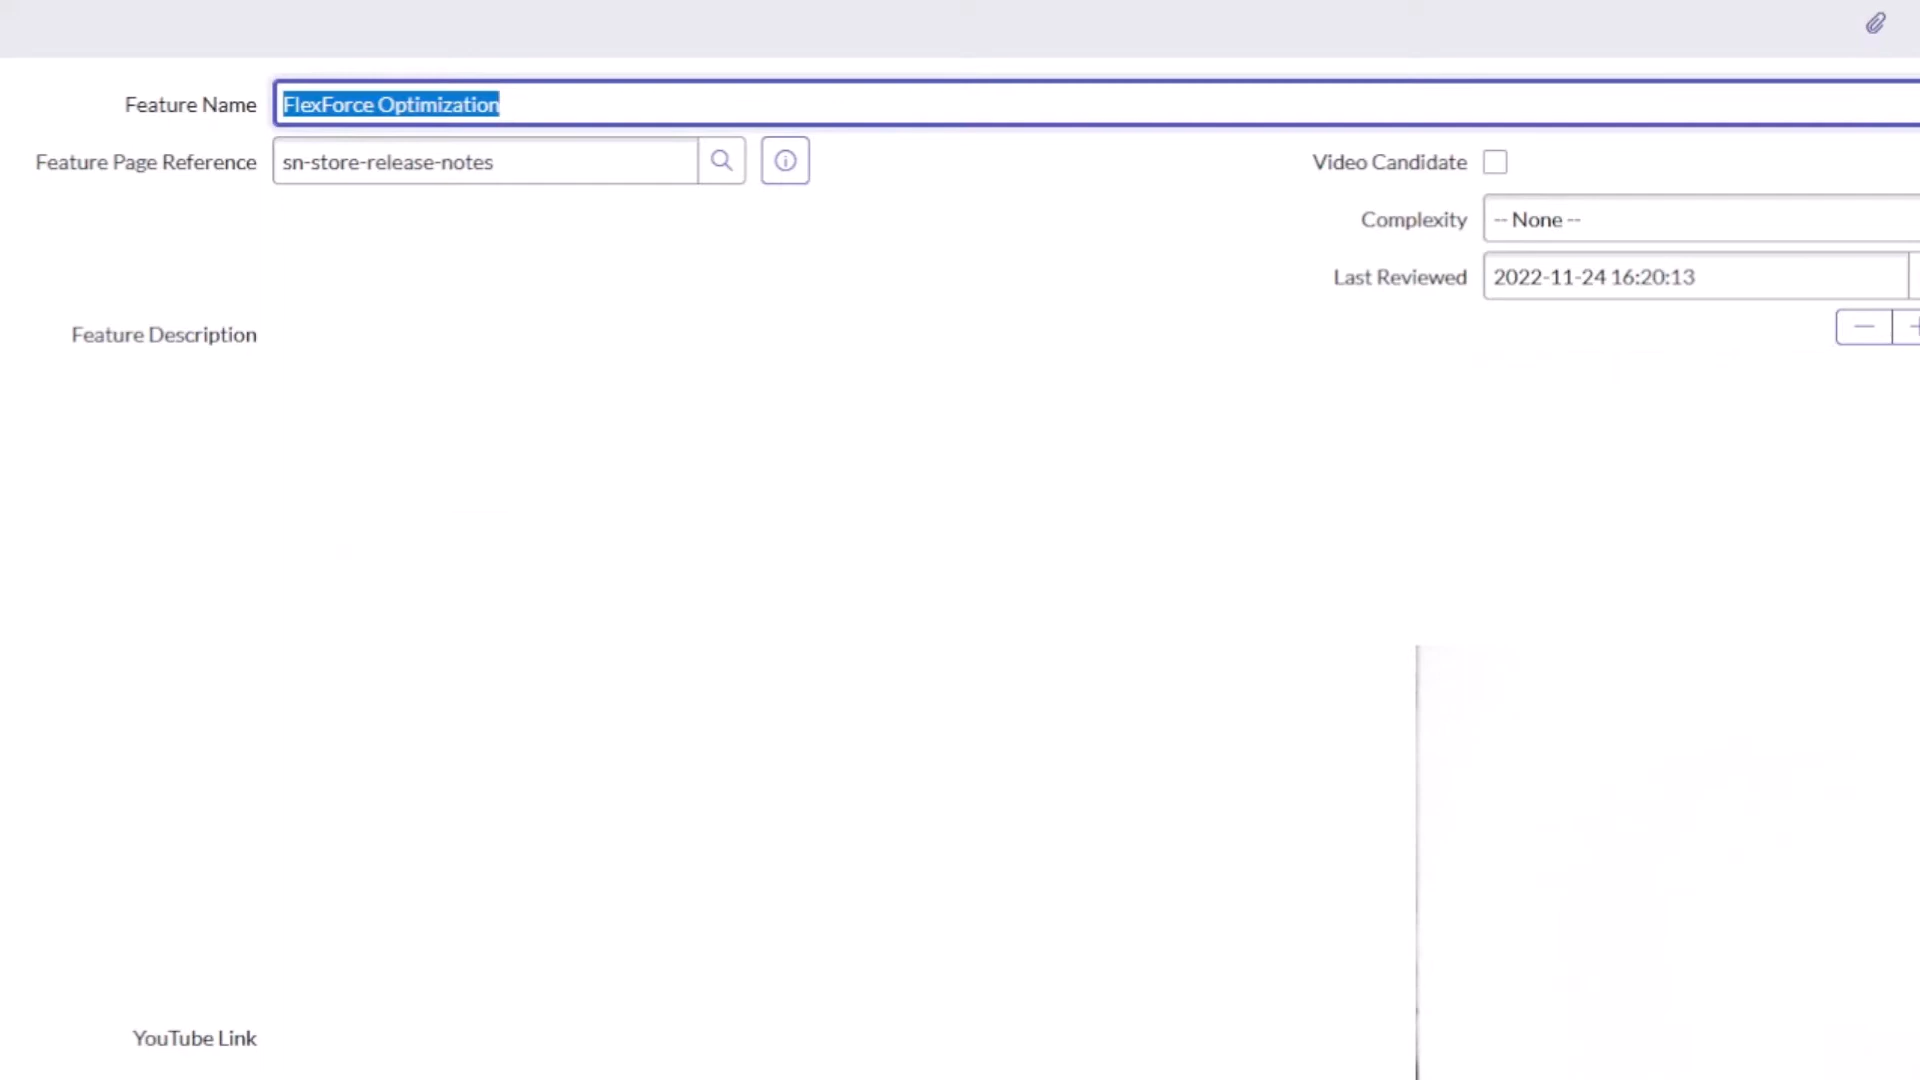 Feature Name FlexForce Optimization
Feature Page Reference sn-store-release-notes Video Candidate
Complexity -- None --
Last Reviewed 2022-11-24 16:20:13
Feature Description
YouTube Link